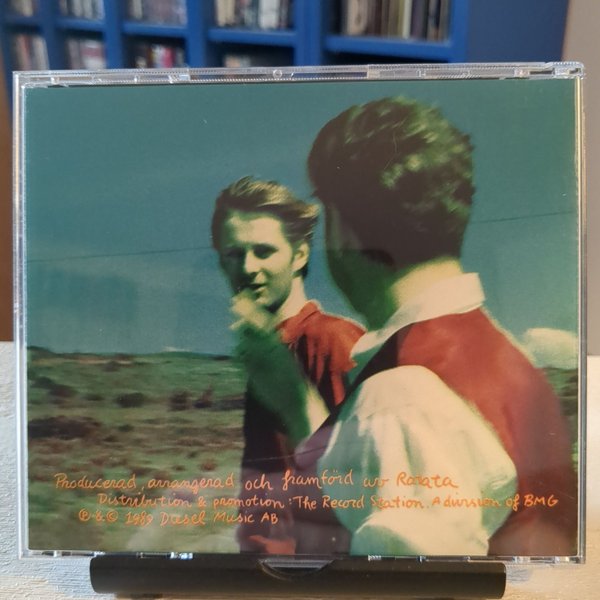 Producerad, arrangerad och framförd av Ratata
Distribution & promotion: The Record Station. A division of BMG
℗ & © 1989 Diesel Music AB